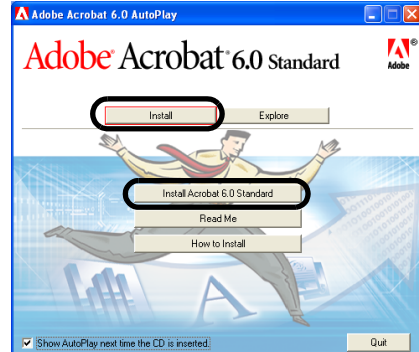 Adobe Acrobat 6.0 AutoPlay
Adobe® Acrobat® 6.0 Standard
Adobe
Install Explore
Install Acrobat 6.0 Standard
Read Me
How to Install
Show AutoPlay next time the CD is inserted.
Quit